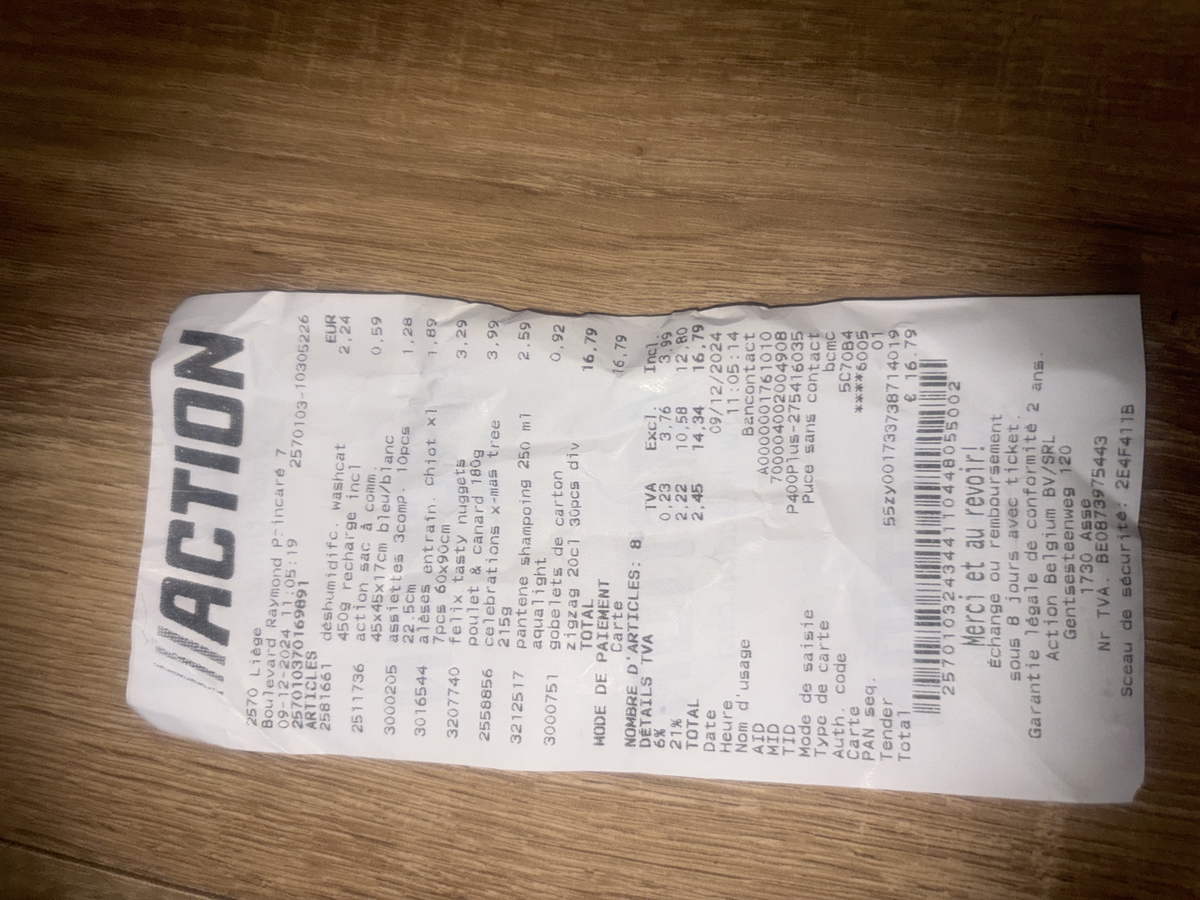 //ACTION
2570 Liège
Boulevard Raymond Poincaré 7
09-12-2024 11:05:19 2570103-10305226
2570103701698​91
ARTICLES EUR
2581661 déshumidifc. washcat 2,24
450g recharge incl
2511736 action sac à comm. 0,59
45x45x17cm bleu/blanc
3000205 assiettes 3comp. 10pcs 1,28
22.5cm
3016544 alèses entrain. chiot xl 1,89
7pcs 60x90cm
3207740 felix tasty nuggets 3,29
poulet & canard 180g
2558856 celebrations x-mas tree 3,99
215g
3212517 pantene shampoing 250 ml 2,59
aqualight
3000751 gobelets de carton 0,92
zigzag 20cl 30pcs div
TOTAL 16,79
MODE DE PAIEMENT
Carte 16,79
NOMBRE D'ARTICLES: 8
DÉTAILS TVA TVA Excl. Incl.
6% 0,23 3,76 3,99
21% 2,22 10,58 12,80
TOTAL 2,45 14,34 16,79
Date 09/12/2024
Heure 11:05:14
Nom d'usage Bancontact
AID A0000001761010
MID 70004002004908
TID P400Plus-275416035
Mode de saisie Puce sans contact
Type de carte bcmc
Auth. code 5C70B4
Carte ****6005
PAN seq. 01
Tender 55zy001733738714019
Total € 16.79
2570103243441104480550​02
Merci et au revoir!
Échange ou remboursement
sous 8 jours avec ticket.
Garantie légale de conformité 2 ans.
Action Belgium BV/SRL
Gentsesteenweg 120
1730 Asse
Nr TVA. BE0873975443
Sceau de sécurité: 2E4F411B